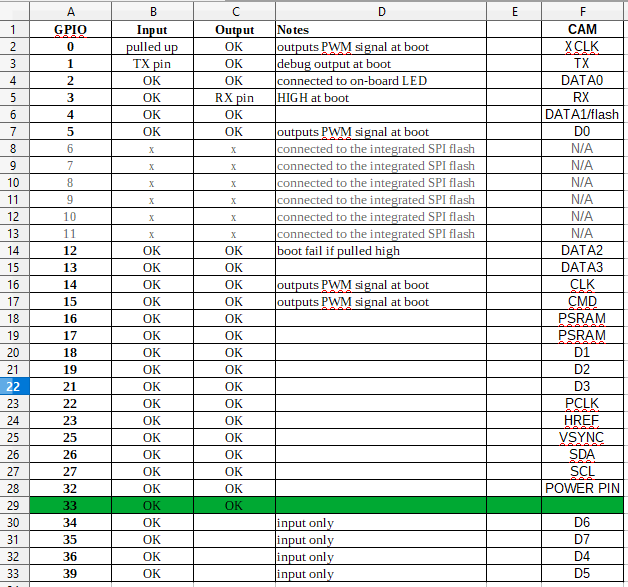 A B C D E F
1 GPIO Input Output Notes CAM
2 0 pulled up OK outputs PWM signal at boot XCLK
3 1 TX pin OK debug output at boot TX
4 2 OK OK connected to on-board LED DATA0
5 3 OK RX pin HIGH at boot RX
6 4 OK OK DATA1/flash
7 5 OK OK outputs PWM signal at boot D0
8 6 x x connected to the integrated SPI flash N/A
9 7 x x connected to the integrated SPI flash N/A
10 8 x x connected to the integrated SPI flash N/A
11 9 x x connected to the integrated SPI flash N/A
12 10 x x connected to the integrated SPI flash N/A
13 11 x x connected to the integrated SPI flash N/A
14 12 OK OK boot fail if pulled high DATA2
15 13 OK OK DATA3
16 14 OK OK outputs PWM signal at boot CLK
17 15 OK OK outputs PWM signal at boot CMD
18 16 OK OK PSRAM
19 17 OK OK PSRAM
20 18 OK OK D1
21 19 OK OK D2
22 21 OK OK D3
23 22 OK OK PCLK
24 23 OK OK HREF
25 25 OK OK VSYNC
26 26 OK OK SDA
27 27 OK OK SCL
28 32 OK OK POWER PIN
29 33 OK OK
30 34 OK input only D6
31 35 OK input only D7
32 36 OK input only D4
33 39 OK input only D5